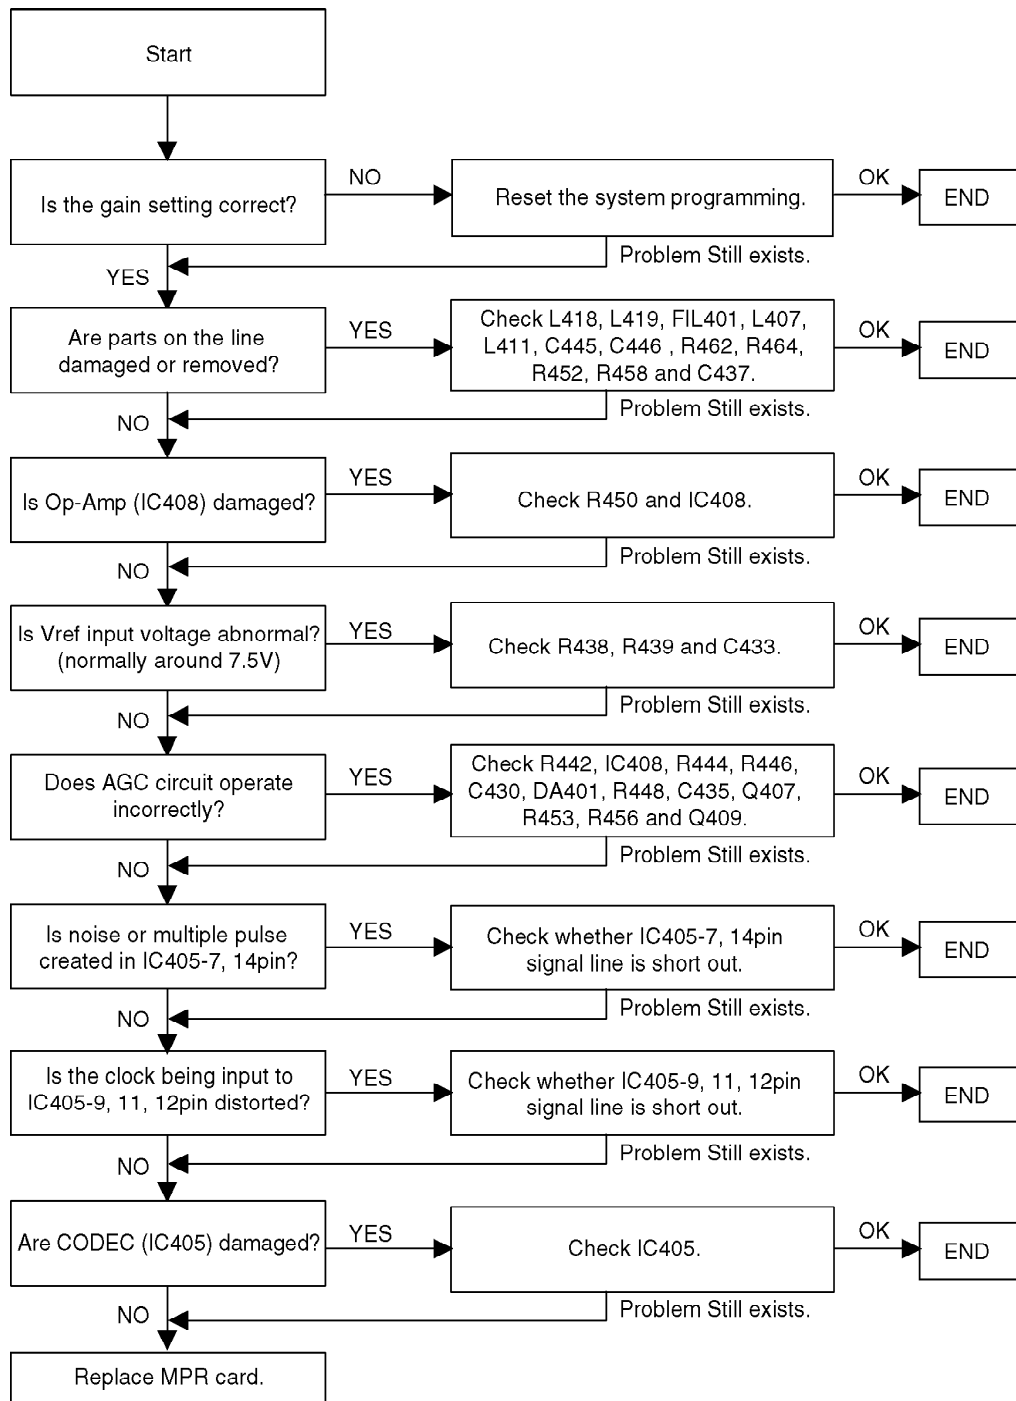 Start
Is the gain setting correct?
NO
Reset the system programming.
OK
END
Problem Still exists.
YES
Are parts on the line
damaged or removed?
YES
Check L418, L419, FIL401, L407,
L411, C445, C446 , R462, R464,
R452, R458 and C437.
OK
END
Problem Still exists.
NO
Is Op-Amp (IC408) damaged?
YES
Check R450 and IC408.
OK
END
Problem Still exists.
NO
Is Vref input voltage abnormal?
(normally around 7.5V)
YES
Check R438, R439 and C433.
OK
END
Problem Still exists.
NO
Does AGC circuit operate
incorrectly?
YES
Check R442, IC408, R444, R446,
C430, DA401, R448, C435, Q407,
R453, R456 and Q409.
OK
END
Problem Still exists.
NO
Is noise or multiple pulse
created in IC405-7, 14pin?
YES
Check whether IC405-7, 14pin
signal line is short out.
OK
END
Problem Still exists.
NO
Is the clock being input to
IC405-9, 11, 12pin distorted?
YES
Check whether IC405-9, 11, 12pin
signal line is short out.
OK
END
Problem Still exists.
NO
Are CODEC (IC405) damaged?
YES
Check IC405.
OK
END
Problem Still exists.
NO
Replace MPR card.